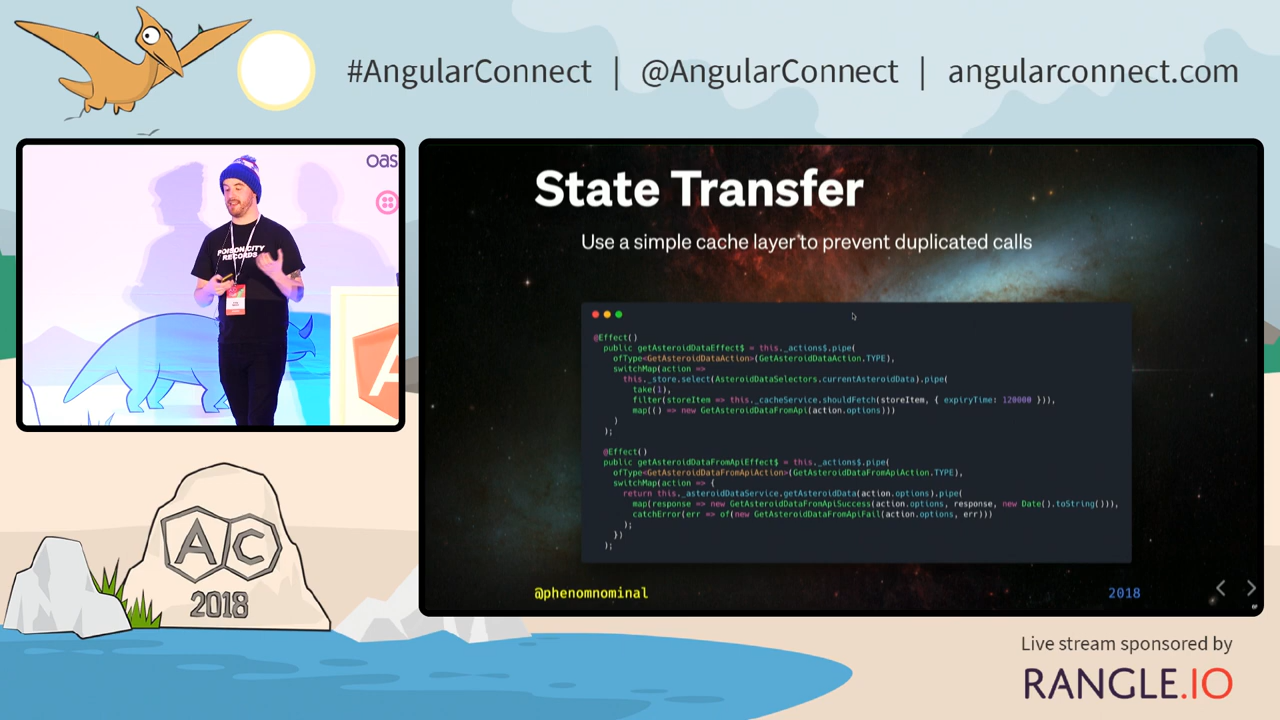 #AngularConnect | @AngularConnect | angularconnect.com
oas
POISON CITY
RECORDS
A
State Transfer
Use a simple cache layer to prevent duplicated calls
@Effect()
public getAsteroidDataEffect$ = this._actions$.pipe(
ofType<GetAsteroidDataAction>(GetAsteroidDataAction.TYPE),
switchMap(action =>
this._store.select(AsteroidDataSelectors.currentAsteroidData).pipe(
take(1),
filter(storeItem => this._cacheService.shouldFetch(storeItem, { expiryTime: 120000 })),
map(() => new GetAsteroidDataFromApi(action.options)))
)
);
@Effect()
public getAsteroidDataFromApiEffect$ = this._actions$.pipe(
ofType<GetAsteroidDataFromApiAction>(GetAsteroidDataFromApiAction.TYPE),
switchMap(action => {
return this._asteroidDataService.getAsteroidData(action.options).pipe(
map(response => new GetAsteroidDataFromApiSuccess(action.options, response, new Date().toString())),
catchError(err => of(new GetAsteroidDataFromApiFail(action.options, err)))
);
})
);
@phenomnominal
2018
AC
2018
Live stream sponsored by
RANGLE.IO